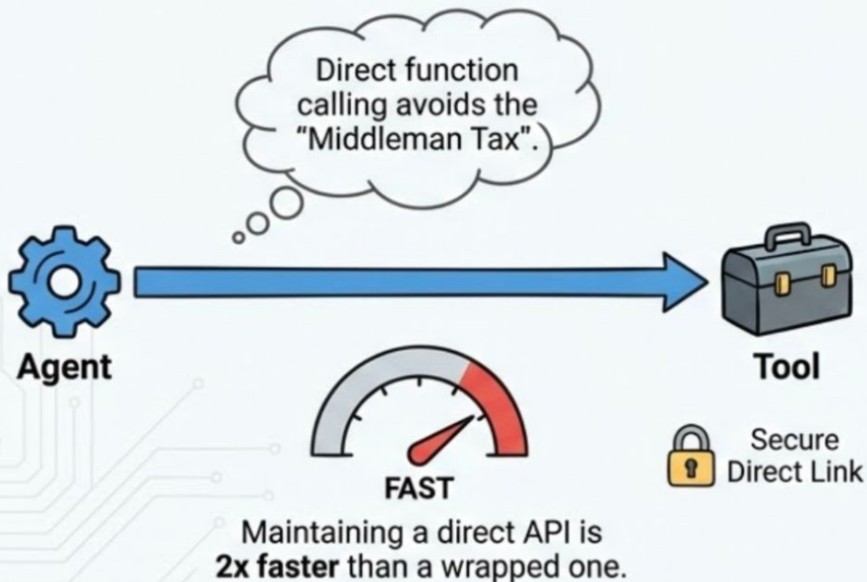 Direct function
calling avoids the
“Middleman Tax”.
Agent
Tool
FAST
Secure
Direct Link
Maintaining a direct API is
2x faster than a wrapped one.